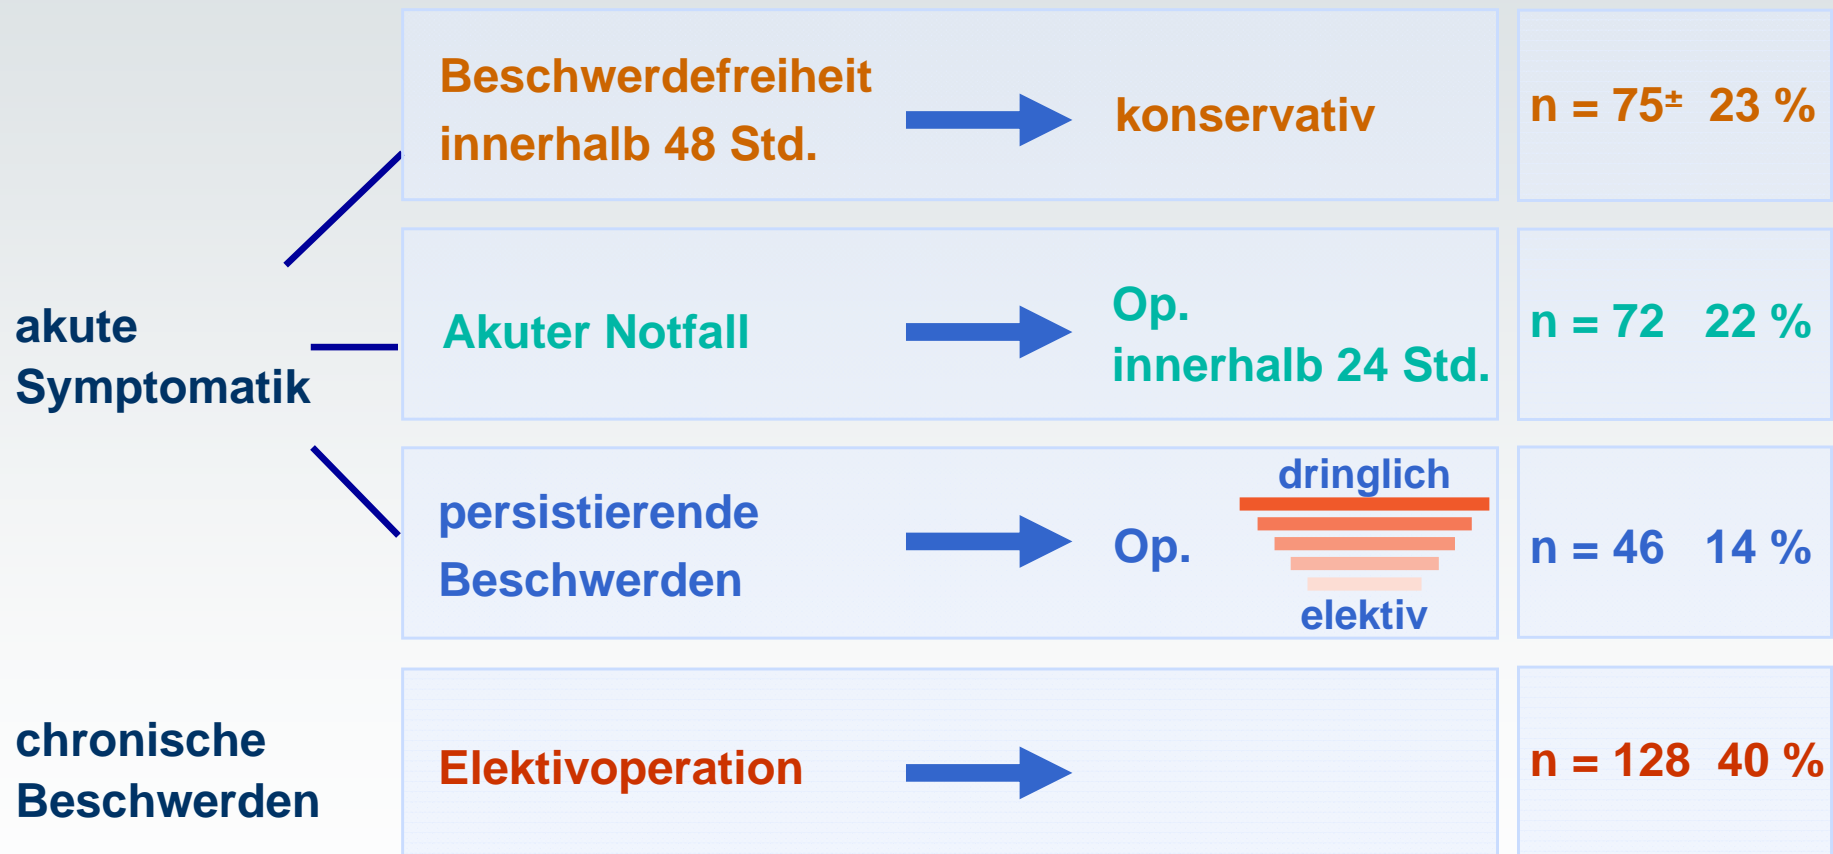 Beschwerdefreiheit
innerhalb 48 Std.
konservativ
n = 75± 23 %
akute
Symptomatik
Akuter Notfall
Op.
innerhalb 24 Std.
n = 72 22 %
persistierende
Beschwerden
Op.
dringlich
elektiv
n = 46 14 %
chronische
Beschwerden
Elektivoperation
n = 128 40 %